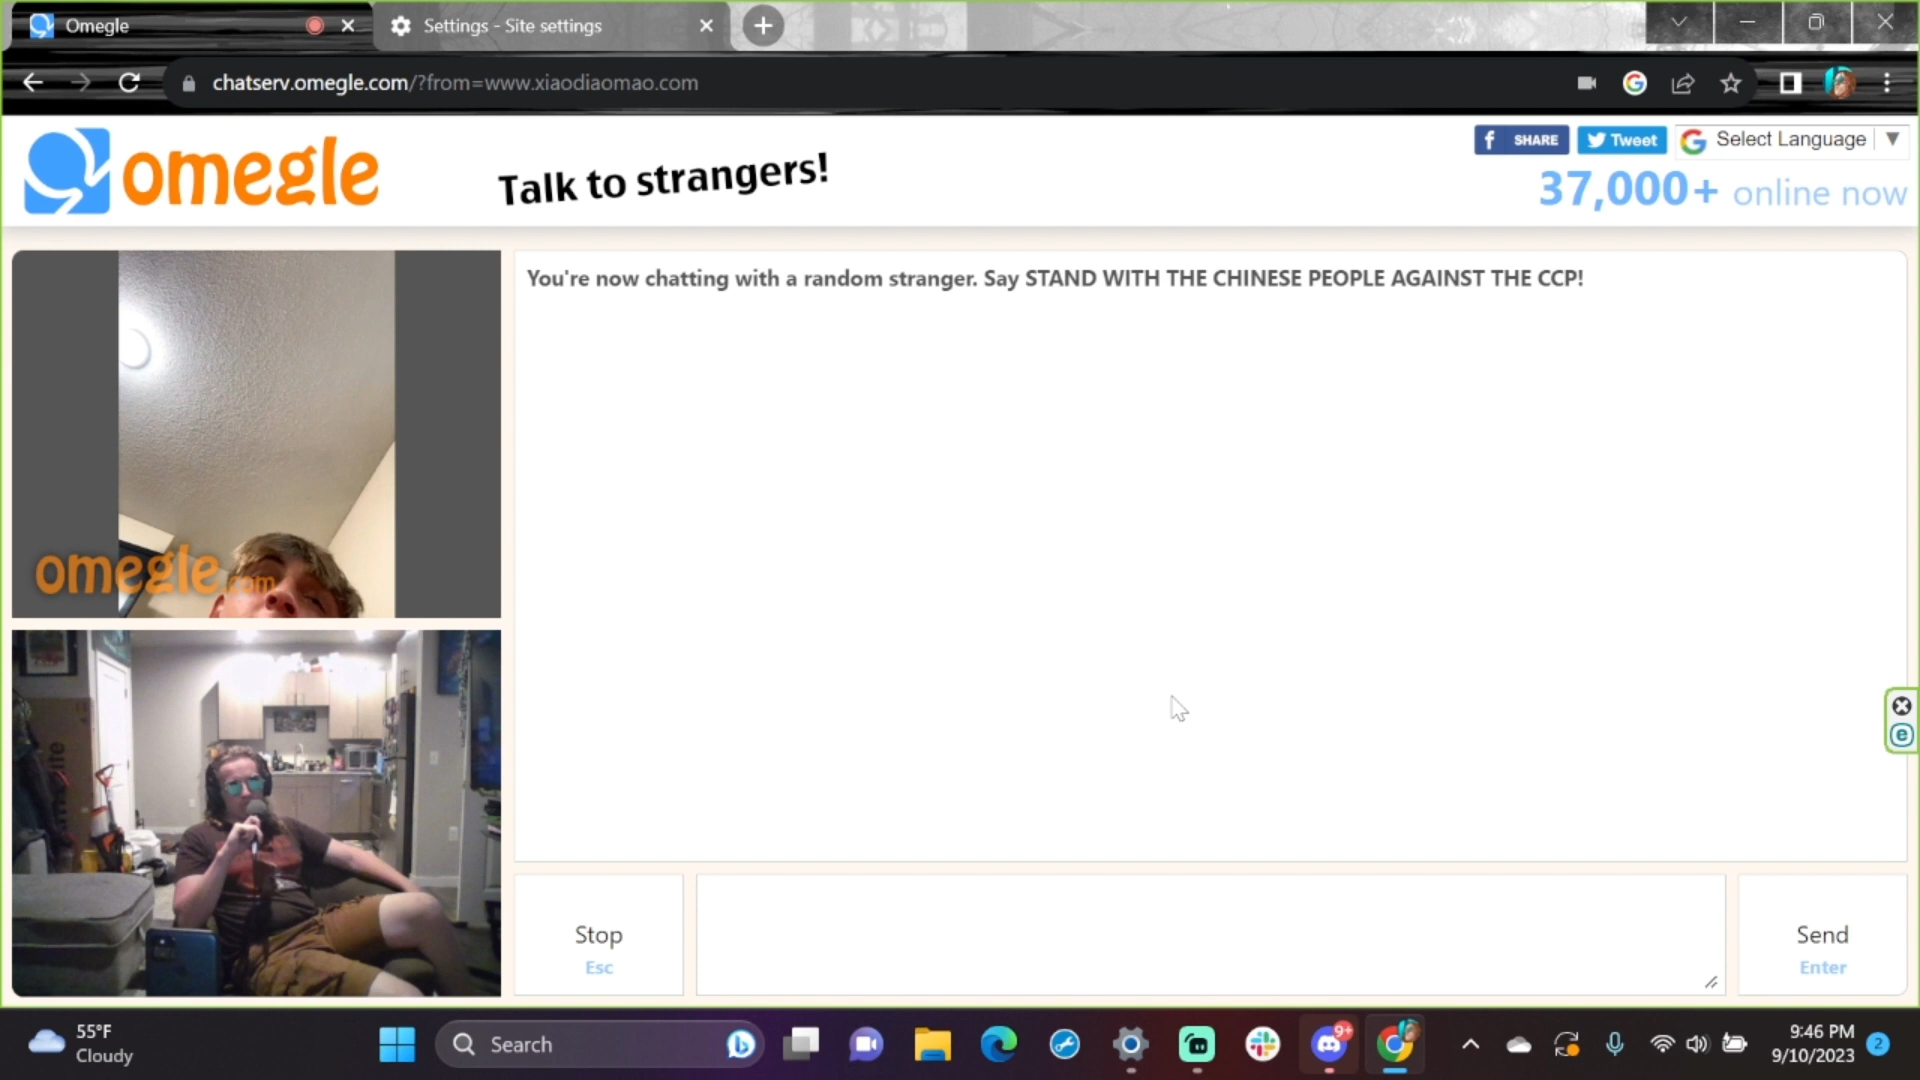 Omegle
Settings - Site settings
chatserv.omegle.com/?from=www.xiaodiaomao.com
omegle
Talk to strangers!
SHARE
Tweet
Select Language
37,000+ online now
You're now chatting with a random stranger. Say STAND WITH THE CHINESE PEOPLE AGAINST THE CCP!
omegle.com
Stop
Esc
Send
Enter
55°F
Cloudy
Search
9+
9:46 PM
9/10/2023
2